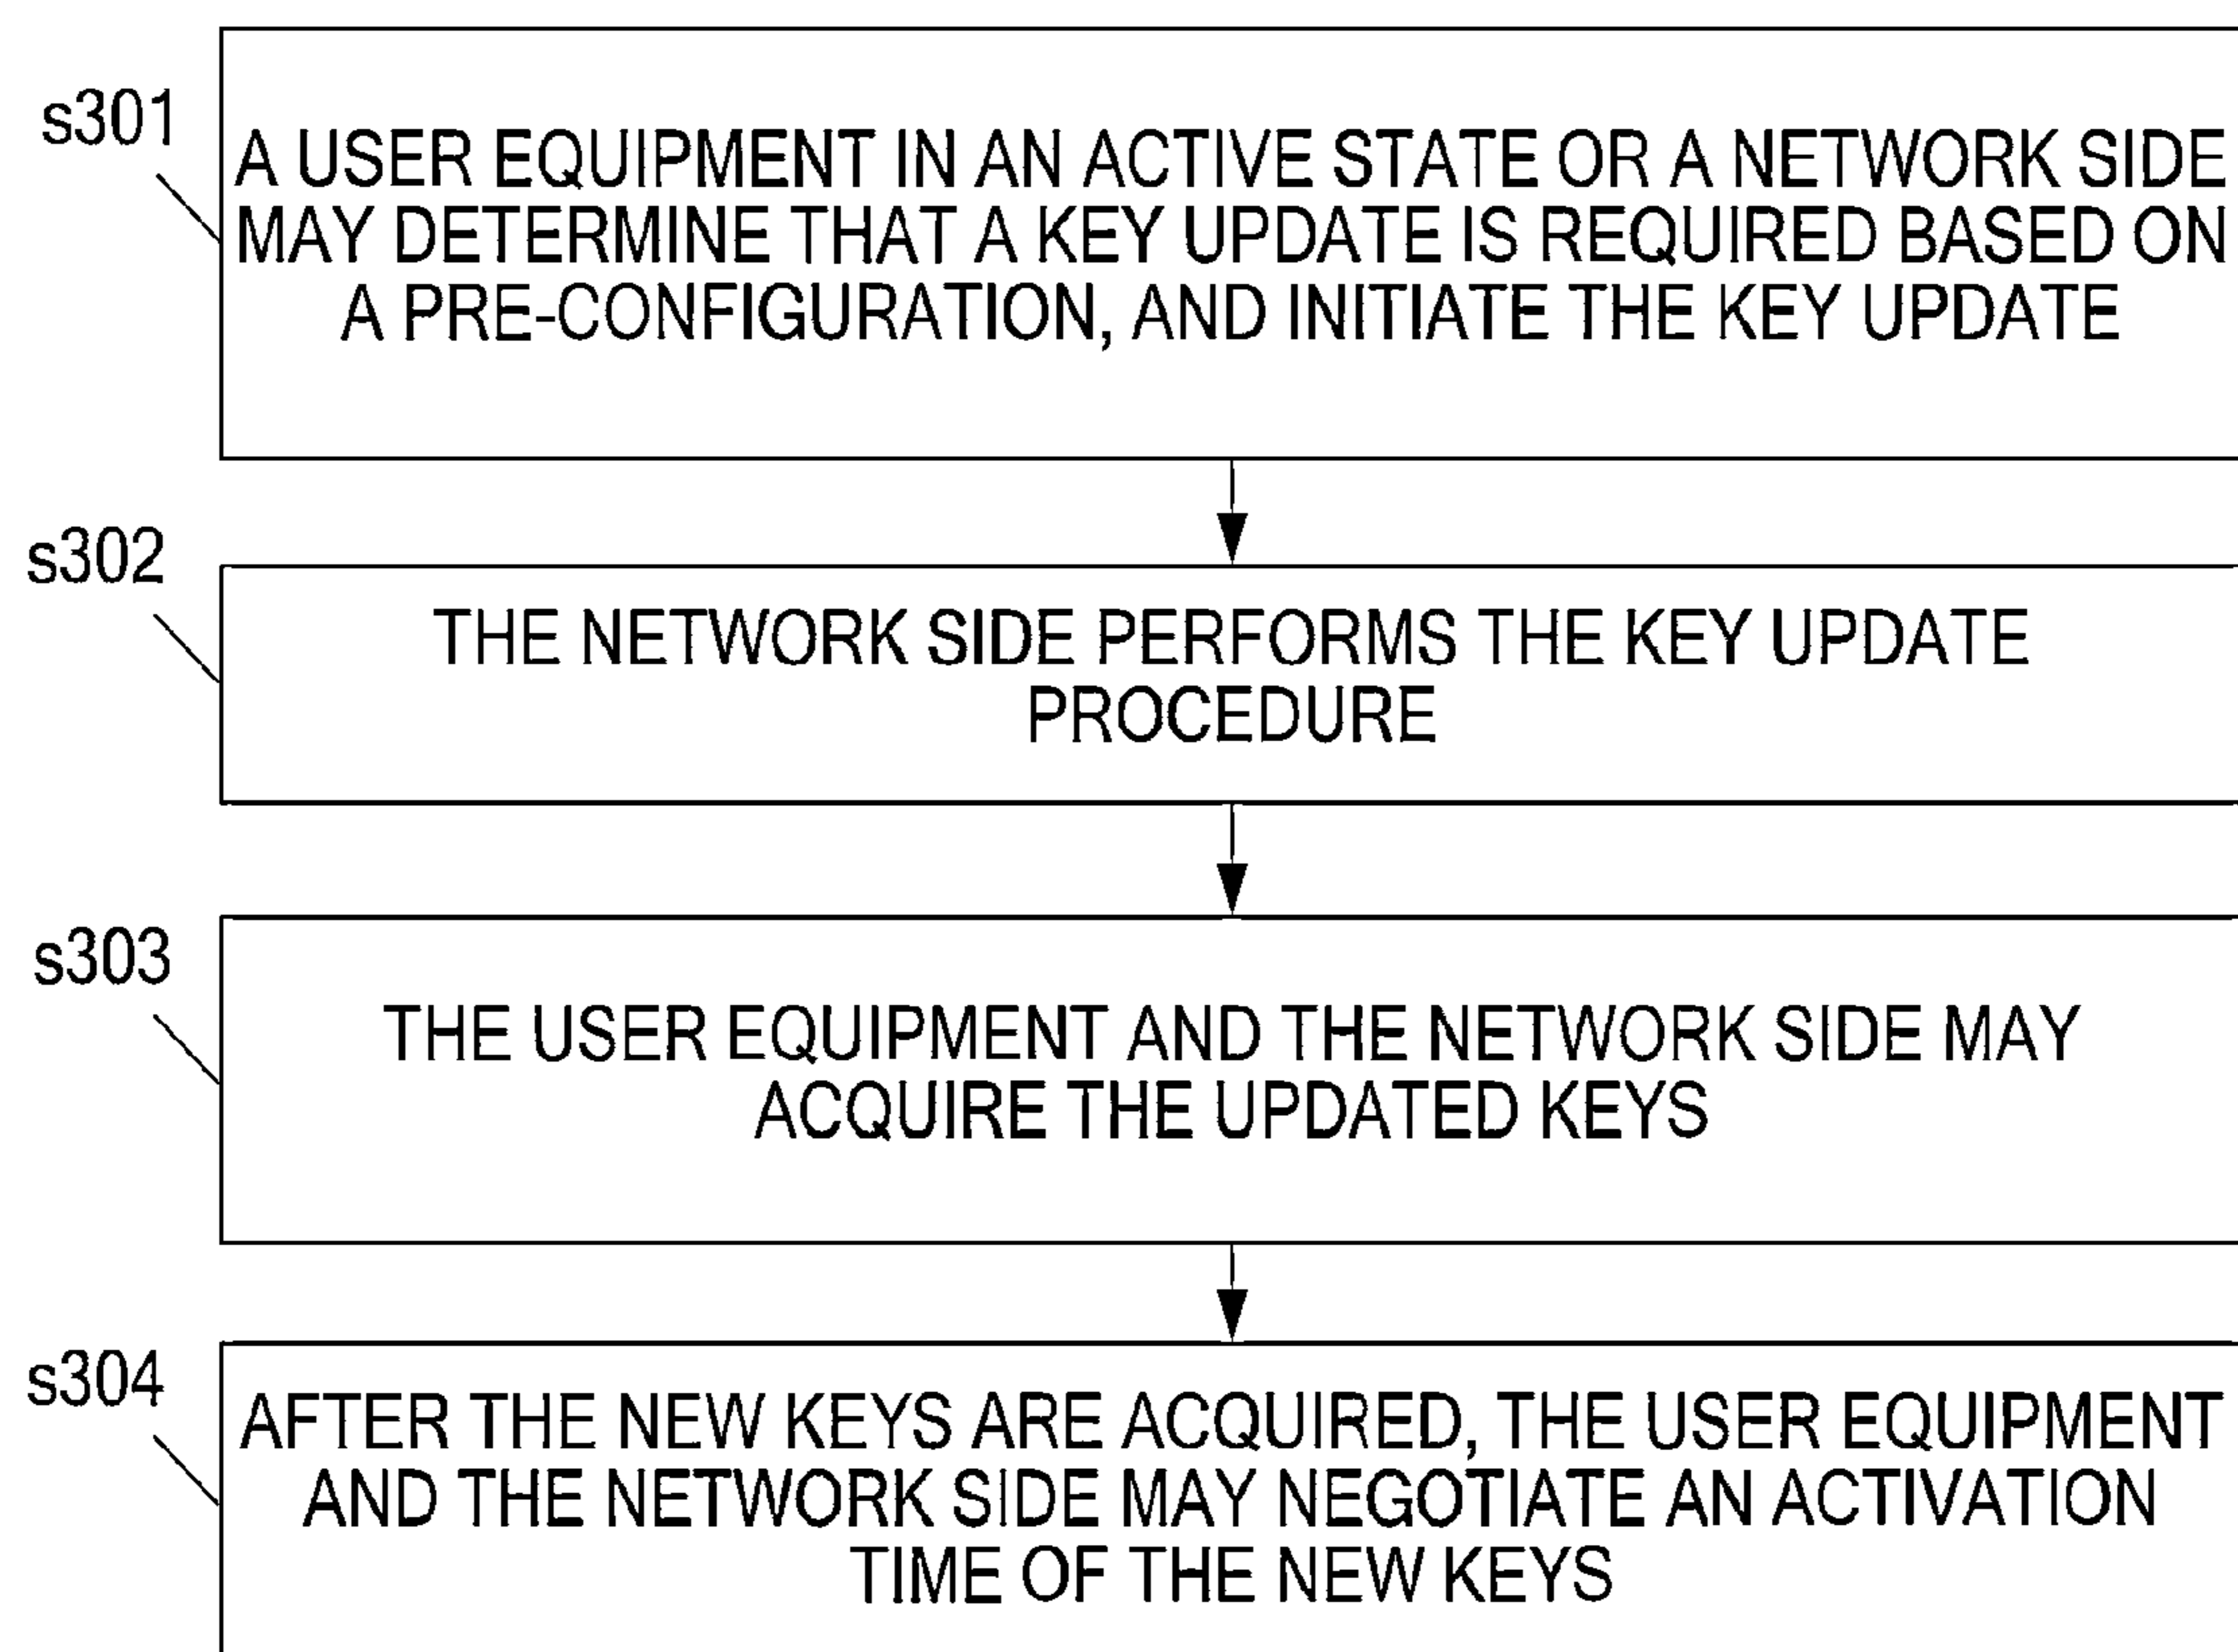 s301
A USER EQUIPMENT IN AN ACTIVE STATE OR A NETWORK SIDE
MAY DETERMINE THAT A KEY UPDATE IS REQUIRED BASED ON
A PRE-CONFIGURATION, AND INITIATE THE KEY UPDATE
s302
THE NETWORK SIDE PERFORMS THE KEY UPDATE
PROCEDURE
s303
THE USER EQUIPMENT AND THE NETWORK SIDE MAY
ACQUIRE THE UPDATED KEYS
s304
AFTER THE NEW KEYS ARE ACQUIRED, THE USER EQUIPMENT
AND THE NETWORK SIDE MAY NEGOTIATE AN ACTIVATION
TIME OF THE NEW KEYS